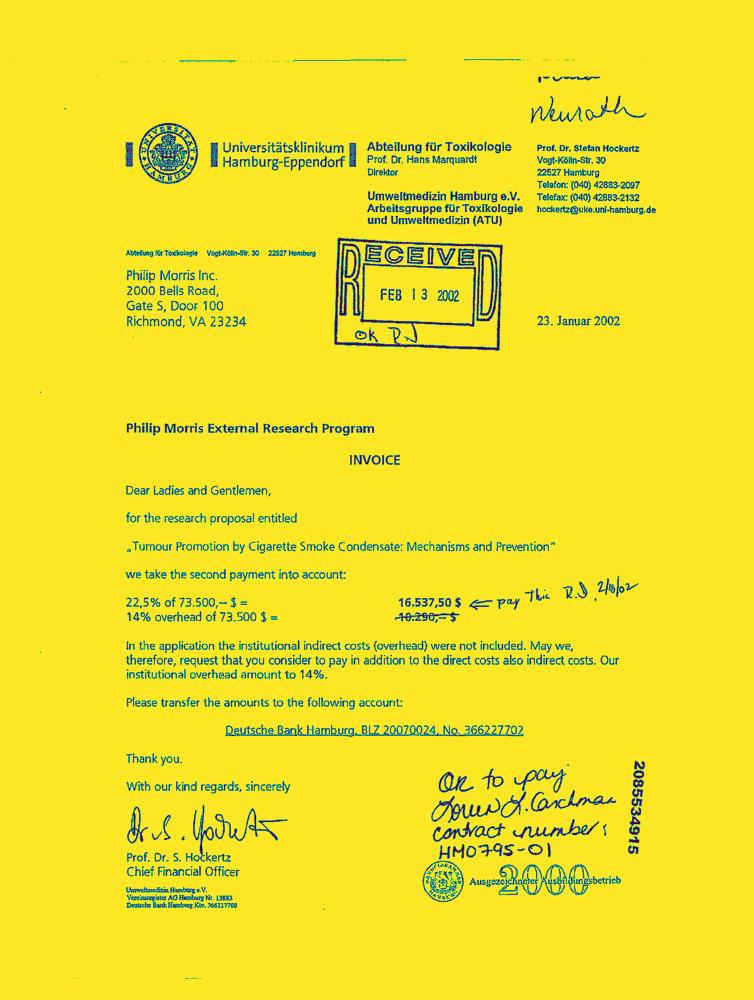 Neurath
UNIVERSITÄT HAMBURG
Universitätsklinikum
Hamburg-Eppendorf
Abteilung für Toxikologie
Prof. Dr. Hans Marquardt
Direktor
Umweltmedizin Hamburg e.V.
Arbeitsgruppe für Toxikologie
und Umweltmedizin (ATU)
Prof. Dr. Stefan Hockertz
Vogt-Kölln-Str. 30
22527 Hamburg
Telefon: (040) 42883-2097
Telefax: (040) 42883-2132
hockertz@uke.uni-hamburg.de
Abteilung für Toxikologie Vogt-Kölln-Str. 30 22527 Hamburg
Philip Morris Inc.
2000 Bells Road,
Gate S, Door 100
Richmond, VA 23234
RECEIVED
FEB 13 2002
OK RJ
23. Januar 2002
Philip Morris External Research Program
INVOICE
Dear Ladies and Gentlemen,
for the research proposal entitled
„Tumour Promotion by Cigarette Smoke Condensate: Mechanisms and Prevention“
we take the second payment into account:
22,5% of 73.500,-- $ = 16.537,50 $ ← pay This R.J. 2/18/02
14% overhead of 73.500 $ = 10.290,-- $
In the application the institutional indirect costs (overhead) were not included. May we,
therefore, request that you consider to pay in addition to the direct costs also indirect costs. Our
institutional overhead amount to 14%.
Please transfer the amounts to the following account:
Deutsche Bank Hamburg, BLZ 20070024, No. 366227702
Thank you.
With our kind regards, sincerely
OK to pay
contract number:
HM0795-01
2085534915
Prof. Dr. S. Hockertz
Chief Financial Officer
Umweltmedizin Hamburg e.V.
Vereinsregister AG Hamburg Nr. 13883
Deutsche Bank Hamburg Kto. 366227700
Ausgezeichneter Ausbildungsbetrieb
2000